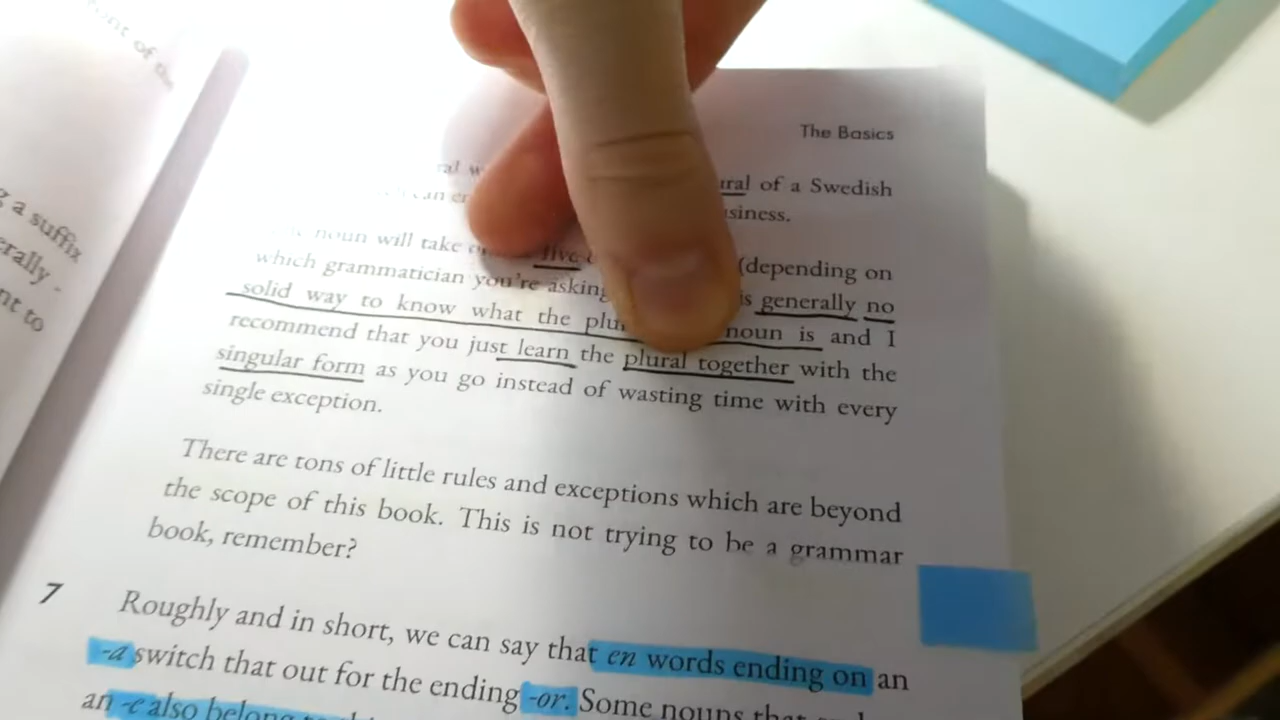 The Basics
of a Swedish
noun will take five (depending on
which grammatician you're asking is generally no
solid way to know what the noun is and I
recommend that you just learn the plural together with the
singular form as you go instead of wasting time with every
single exception.
There are tons of little rules and exceptions which are beyond
the scope of this book. This is not trying to be a grammar
book, remember?
7 Roughly and in short, we can say that en words ending on an
-a switch that out for the ending -or. Some nouns that
an -e also belong
a suffix